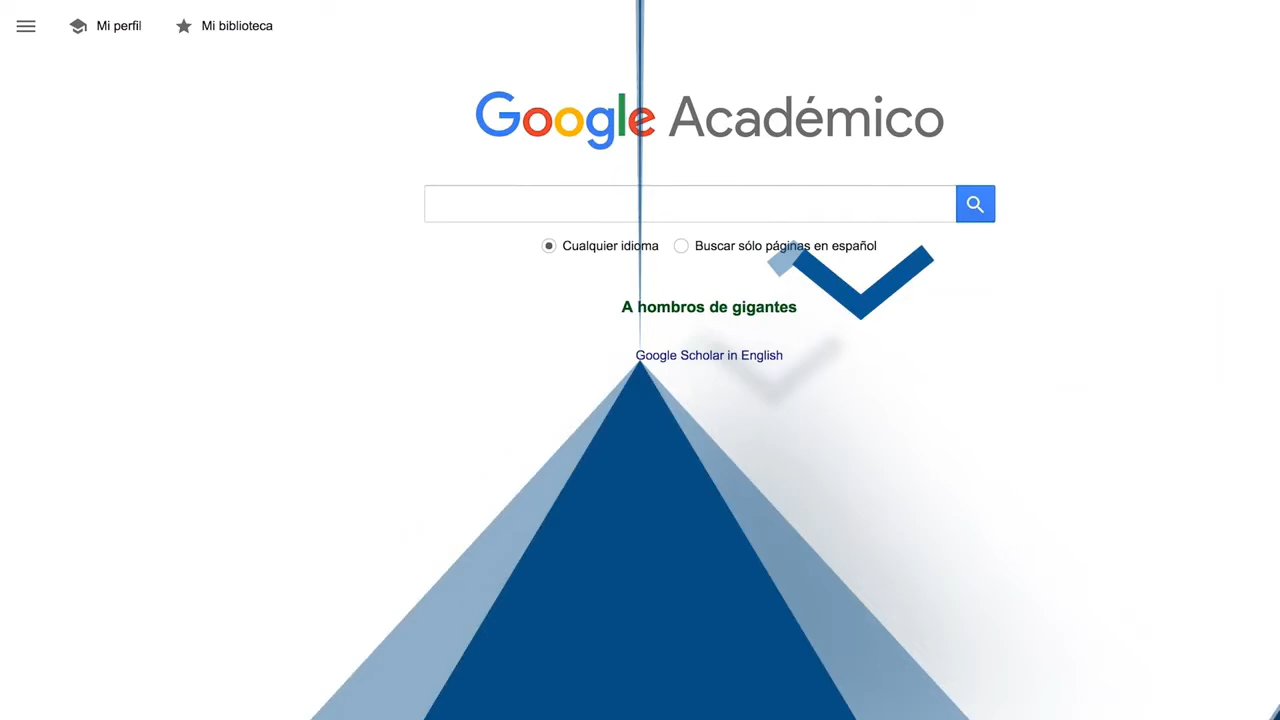 Mi perfil
Mi biblioteca
Google Académico
Cualquier idioma
Buscar sólo páginas en español
A hombros de gigantes
Google Scholar in English